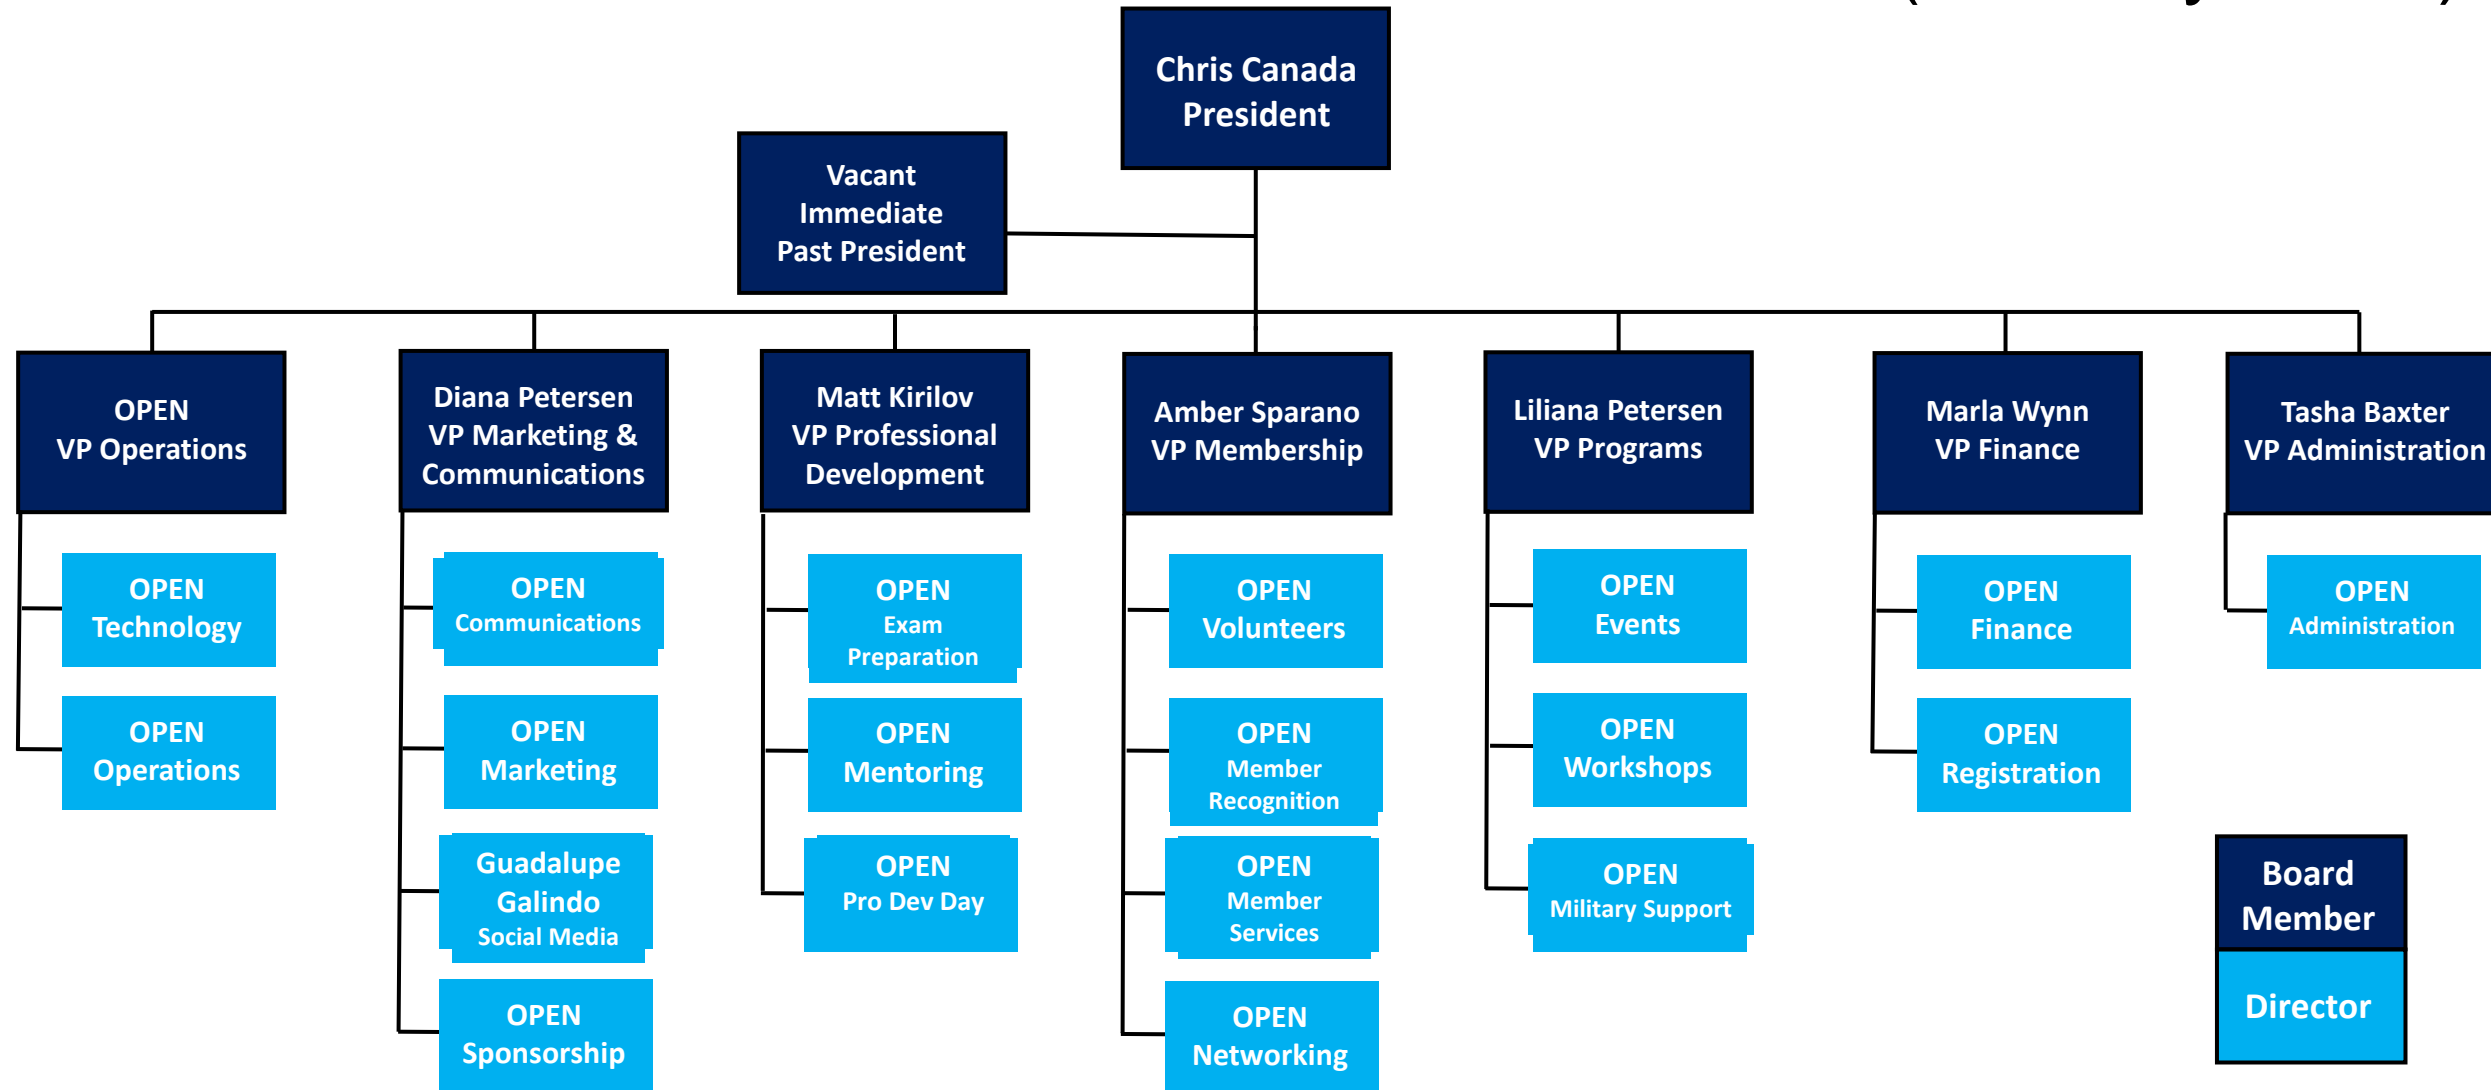 Chris Canada
President
Vacant
Immediate
Past President
OPEN
VP Operations
Diana Petersen
VP Marketing &
Communications
Matt Kirilov
VP Professional
Development
Amber Sparano
VP Membership
Liliana Petersen
VP Programs
Marla Wynn
VP Finance
Tasha Baxter
VP Administration
OPEN
Technology
OPEN
Operations
OPEN
Communications
OPEN
Marketing
Guadalupe
Galindo
Social Media
OPEN
Sponsorship
OPEN
Exam
Preparation
OPEN
Mentoring
OPEN
Pro Dev Day
OPEN
Volunteers
OPEN
Member
Recognition
OPEN
Member
Services
OPEN
Networking
OPEN
Events
OPEN
Workshops
OPEN
Military Support
OPEN
Finance
OPEN
Registration
OPEN
Administration
Board
Member
Director